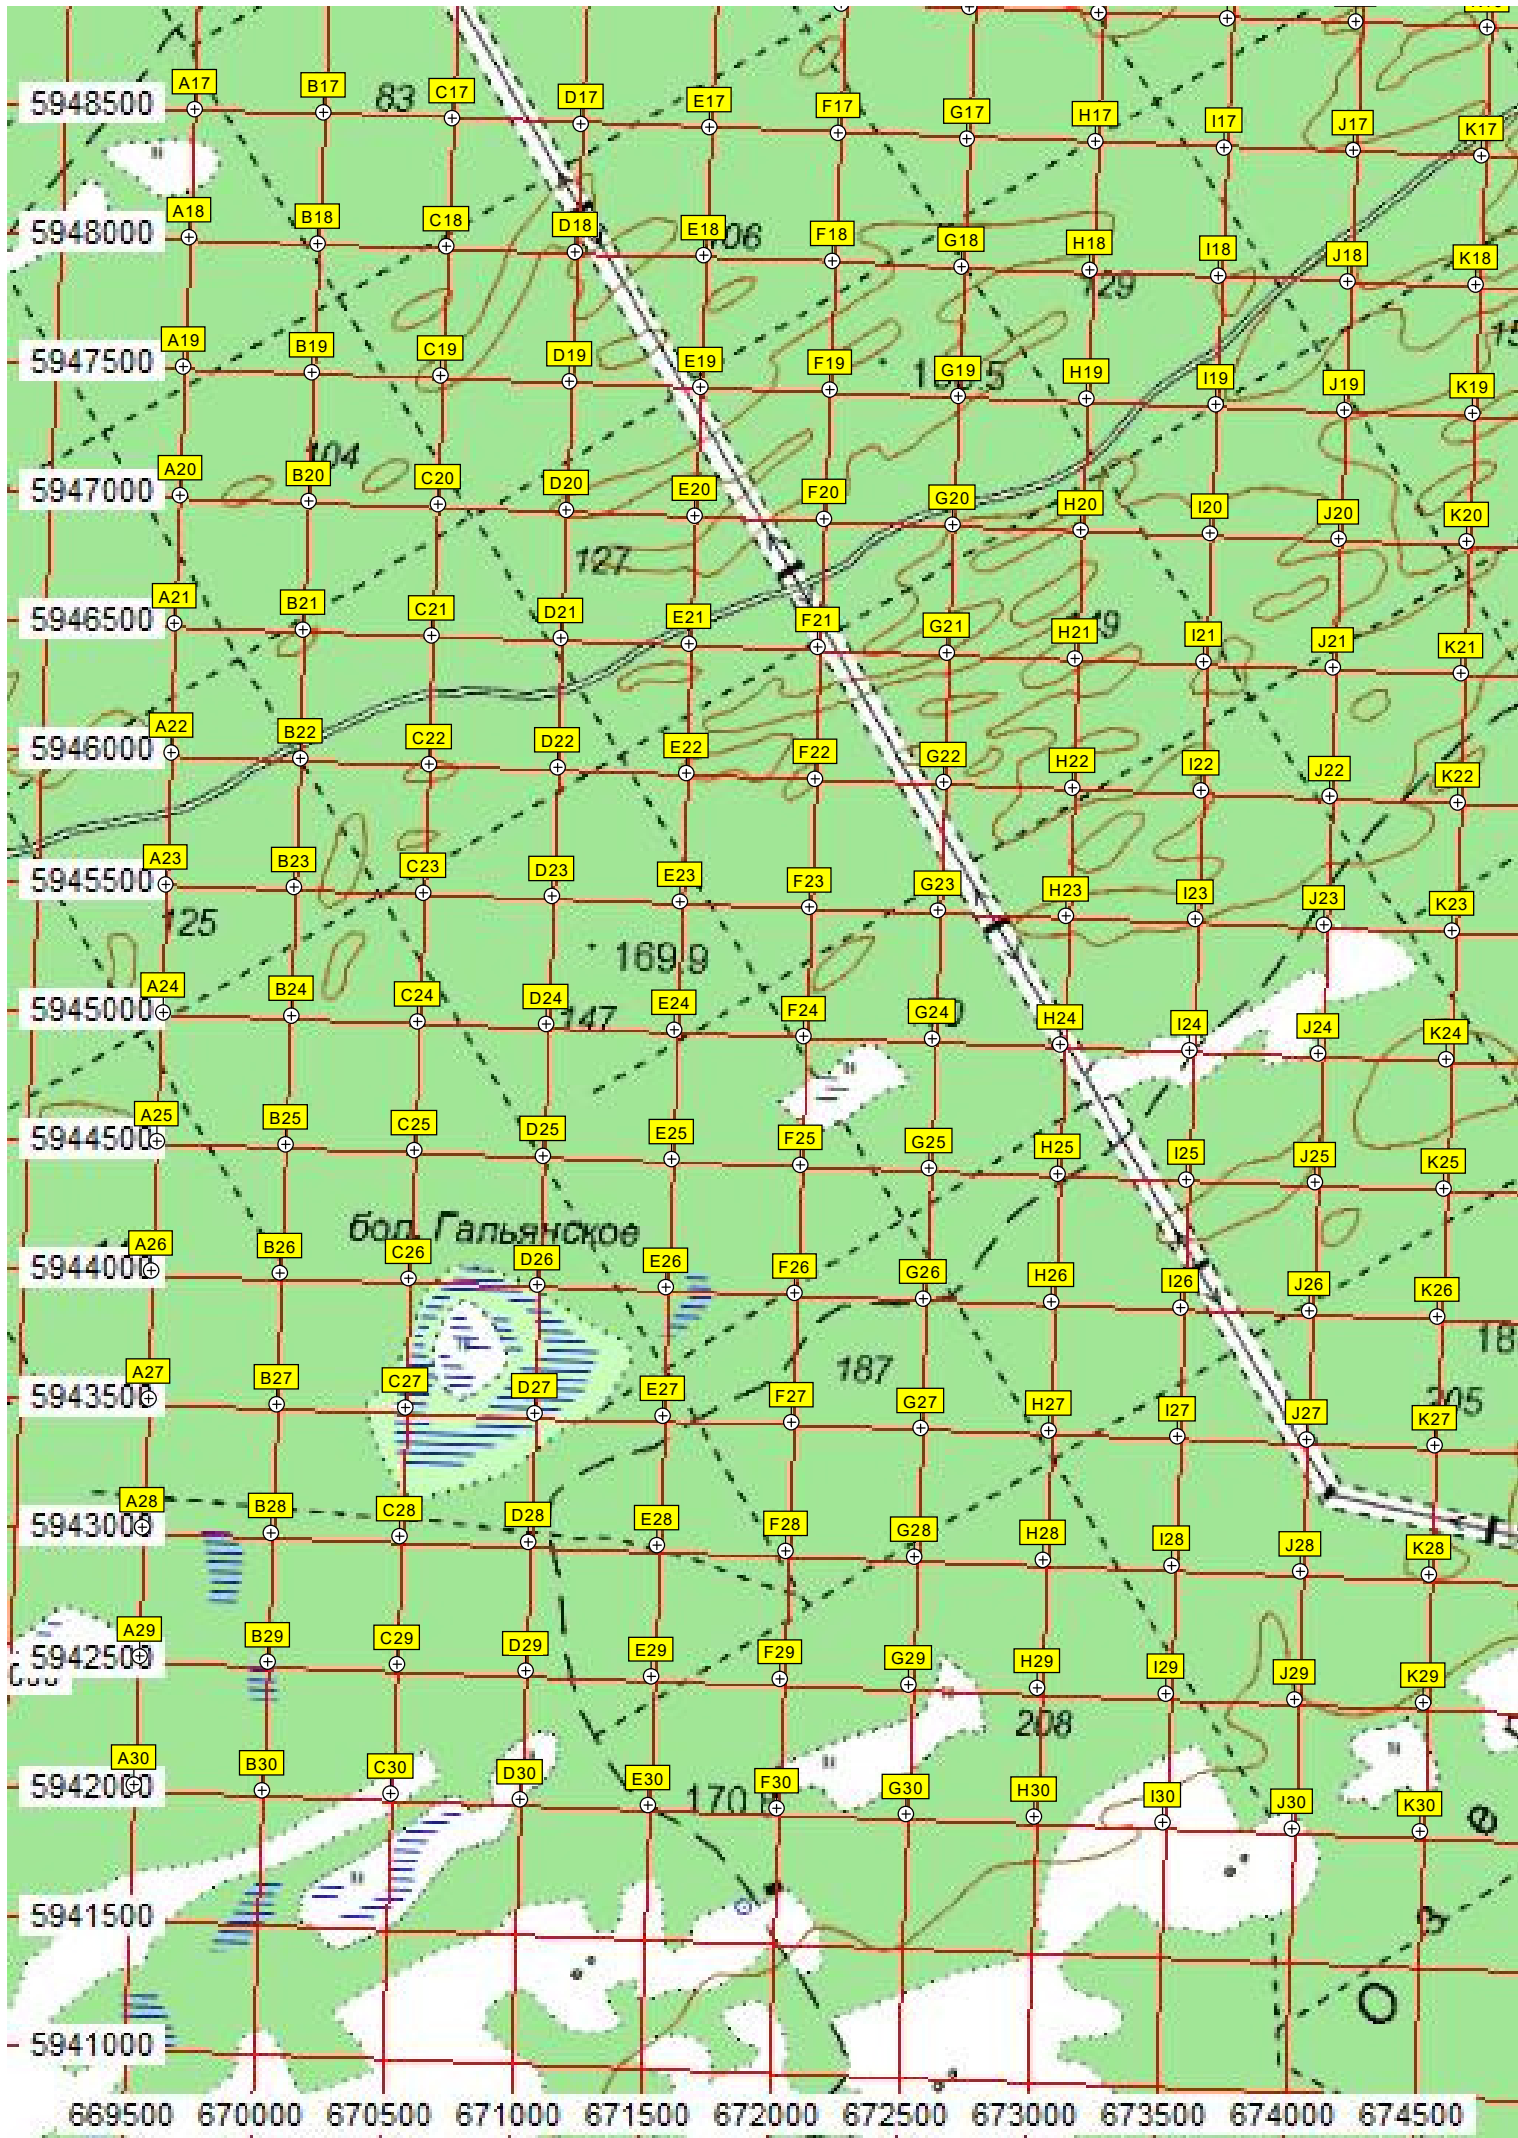 A17 B17 83 C17 D17 E17 F17 G17 H17 I17 J17 K17
5948500
A18 B18 C18 D18 E18 F18 G18 H18 I18 J18 K18
5948000
129
A19 B19 C19 D19 E19 F19 G19 H19 I19 J19 K19
5947500
104
A20 B20 C20 D20 E20 F20 G20 H20 I20 J20 K20
5947000
127
A21 B21 C21 D21 E21 F21 G21 H21 I21 J21 K21
5946500
A22 B22 C22 D22 E22 F22 G22 H22 I22 J22 K22
5946000
A23 B23 C23 D23 E23 F23 G23 H23 I23 J23 K23
5945500
125
169.9
A24 B24 C24 D24 147 E24 F24 G24 H24 I24 J24 K24
5945000
A25 B25 C25 D25 E25 F25 G25 H25 I25 J25 K25
5944500
бол. Гальянское
A26 B26 C26 D26 E26 F26 G26 H26 I26 J26 K26
5944000
187
A27 B27 C27 D27 E27 F27 G27 H27 I27 J27 K27
5943500
205
A28 B28 C28 D28 E28 F28 G28 H28 I28 J28 K28
5943000
A29 B29 C29 D29 E29 F29 G29 H29 I29 J29 K29
5942500
208
A30 B30 C30 D30 E30 F30 G30 H30 I30 J30 K30
5942000
е
5941500
з
О
5941000
669500 670000 670500 671000 671500 672000 672500 673000 673500 674000 674500